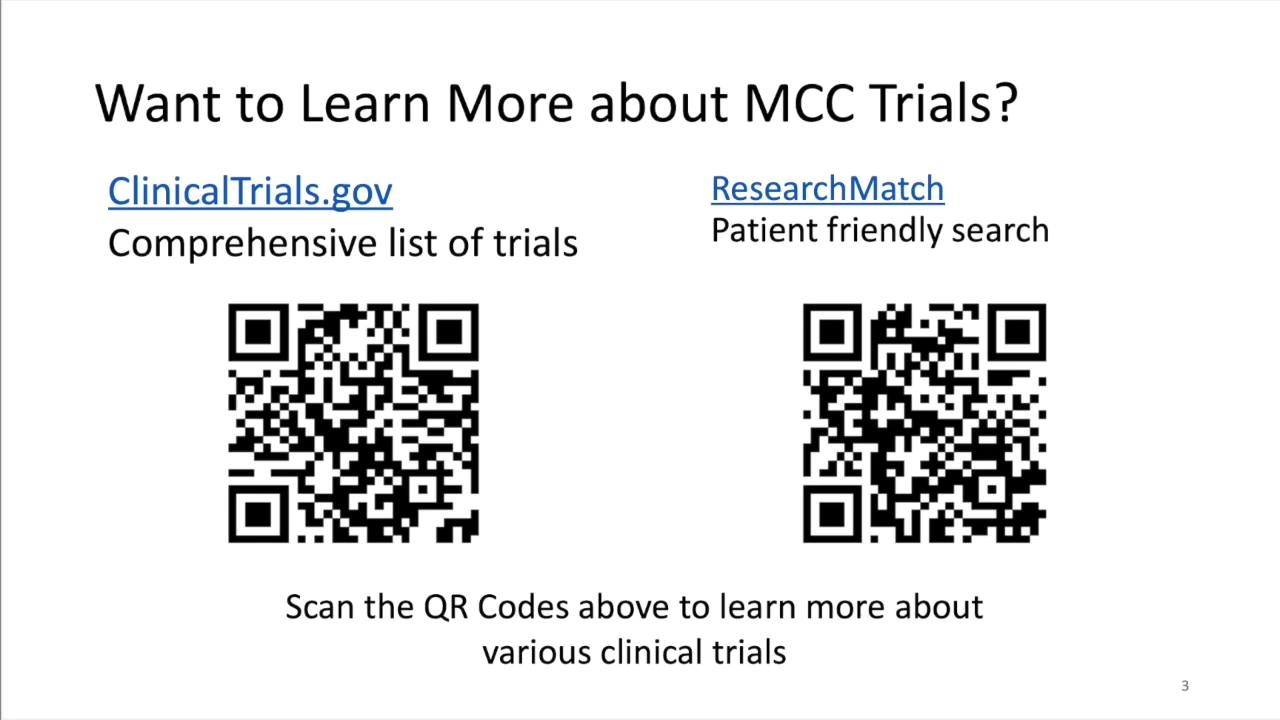 Want to Learn More about MCC Trials?
ClinicalTrials.gov
Comprehensive list of trials
ResearchMatch
Patient friendly search
Scan the QR Codes above to learn more about
various clinical trials
3